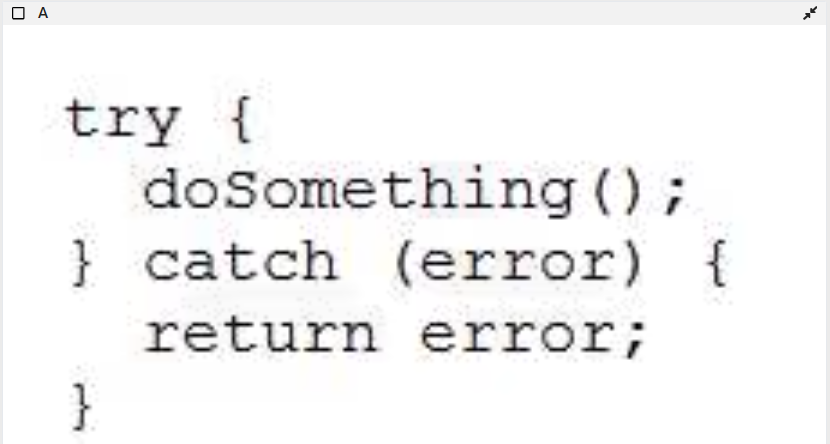 A
try {
  doSomething();
} catch (error) {
  return error;
}